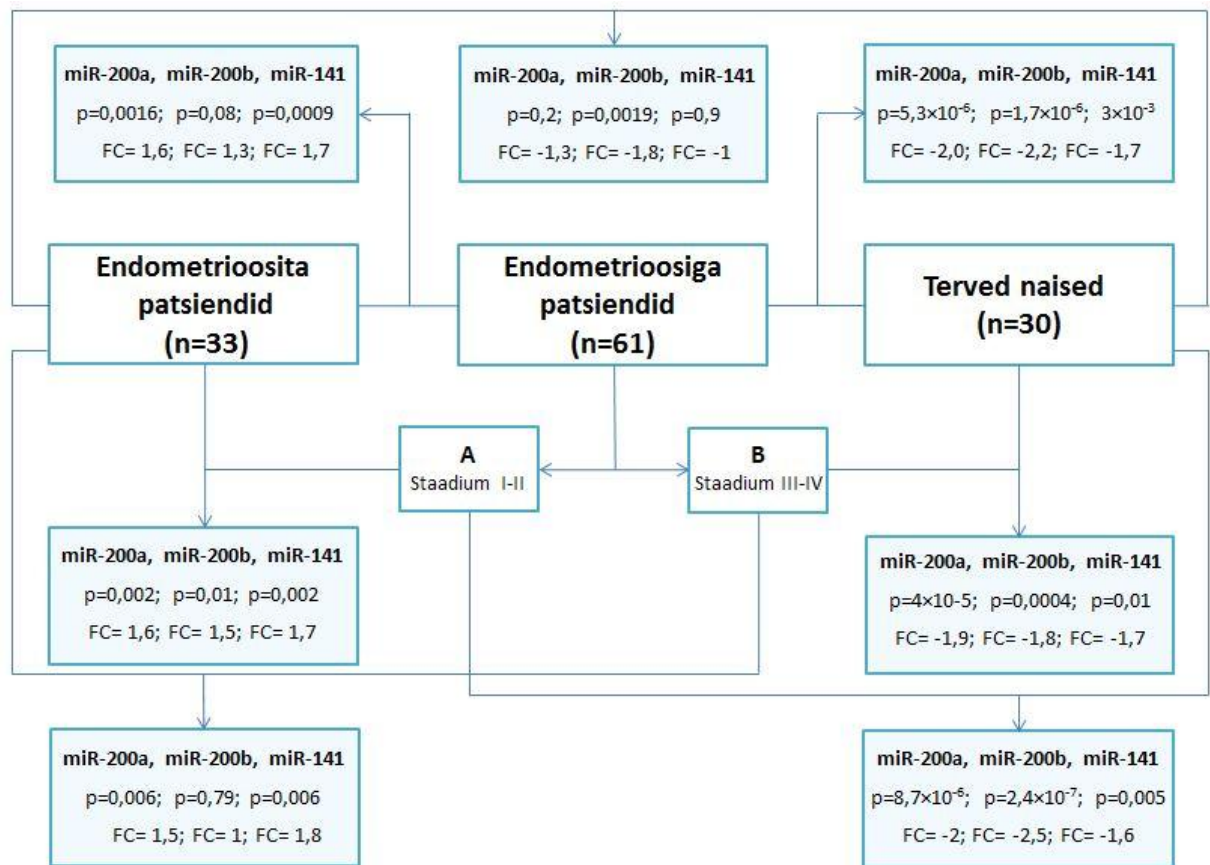 miR-200a, miR-200b, miR-141
p=0,0016; p=0,08; p=0,0009
FC= 1,6; FC= 1,3; FC= 1,7
miR-200a, miR-200b, miR-141
p=0,2; p=0,0019; p=0,9
FC= -1,3; FC= -1,8; FC= -1
miR-200a, miR-200b, miR-141
p=5,3×10⁻⁶; p=1,7×10⁻⁶; 3×10⁻³
FC= -2,0; FC= -2,2; FC= -1,7
Endometrioosita
patsiendid
(n=33)
Endometrioosiga
patsiendid
(n=61)
Terved naised
(n=30)
A
Staadium I-II
B
Staadium III-IV
miR-200a, miR-200b, miR-141
p=0,002; p=0,01; p=0,002
FC= 1,6; FC= 1,5; FC= 1,7
miR-200a, miR-200b, miR-141
p=4×10-5; p=0,0004; p=0,01
FC= -1,9; FC= -1,8; FC= -1,7
miR-200a, miR-200b, miR-141
p=0,006; p=0,79; p=0,006
FC= 1,5; FC= 1; FC= 1,8
miR-200a, miR-200b, miR-141
p=8,7×10⁻⁶; p=2,4×10⁻⁷; p=0,005
FC= -2; FC= -2,5; FC= -1,6